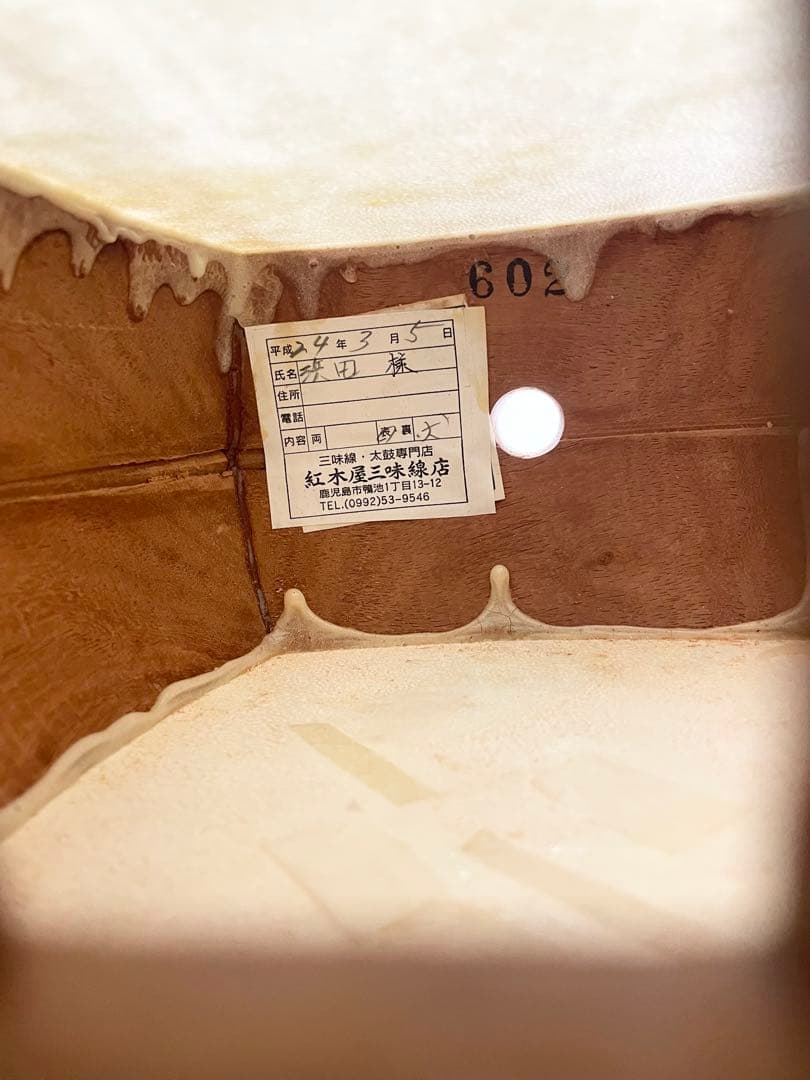 602
平成24年3月5日
氏名 浜田 様
住所
電話
内容 両 表 裏 犬
三味線・太鼓専門店
紅木屋三味線店
鹿児島市鴨池1丁目13-12
TEL.(0992)53-9546